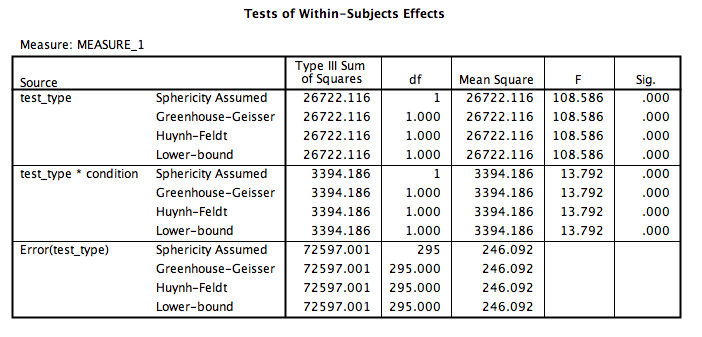 Tests of Within-Subjects Effects
Measure: MEASURE_1
Source Type III Sum of Squares df Mean Square F Sig.
test_type Sphericity Assumed 26722.116 1 26722.116 108.586 .000
Greenhouse-Geisser 26722.116 1.000 26722.116 108.586 .000
Huynh-Feldt 26722.116 1.000 26722.116 108.586 .000
Lower-bound 26722.116 1.000 26722.116 108.586 .000
test_type * condition Sphericity Assumed 3394.186 1 3394.186 13.792 .000
Greenhouse-Geisser 3394.186 1.000 3394.186 13.792 .000
Huynh-Feldt 3394.186 1.000 3394.186 13.792 .000
Lower-bound 3394.186 1.000 3394.186 13.792 .000
Error(test_type) Sphericity Assumed 72597.001 295 246.092
Greenhouse-Geisser 72597.001 295.000 246.092
Huynh-Feldt 72597.001 295.000 246.092
Lower-bound 72597.001 295.000 246.092